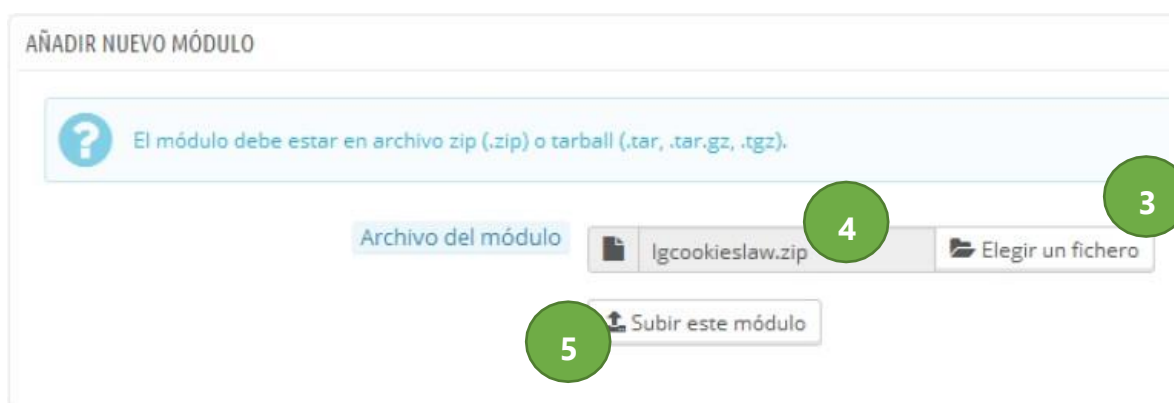 AÑADIR NUEVO MÓDULO
?
El módulo debe estar en archivo zip (.zip) o tarball (.tar, .tar.gz, .tgz).
3
4
Archivo del módulo lgcookieslaw.zip Elegir un fichero
Subir este módulo
5